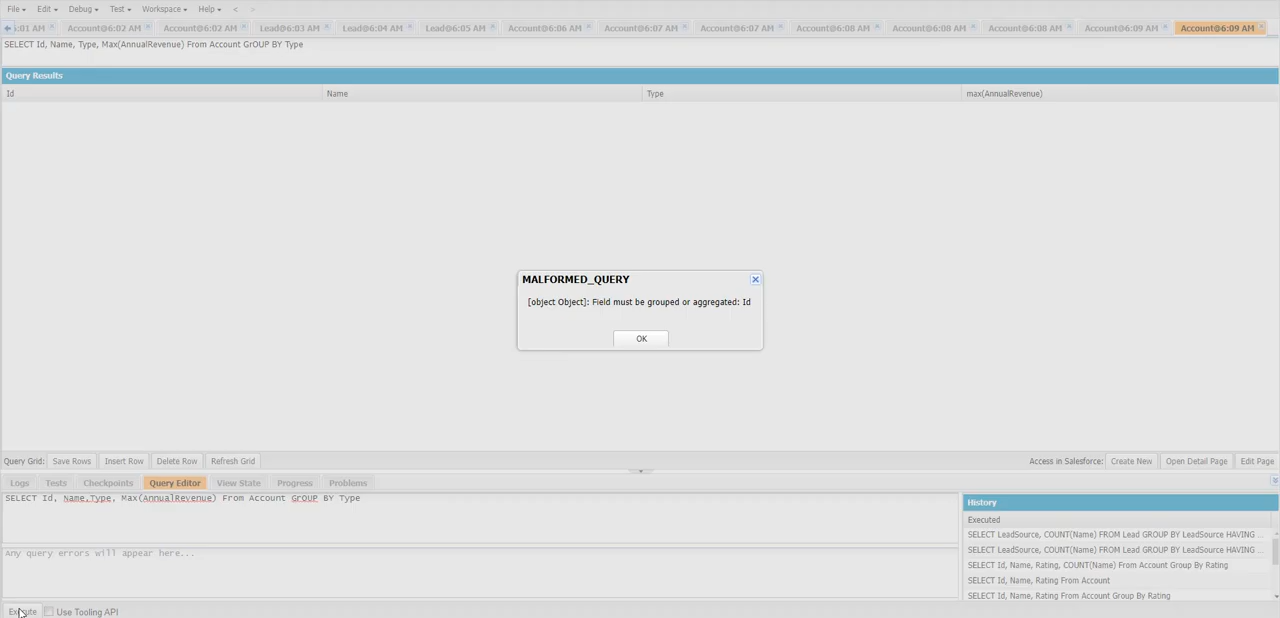 File Edit Debug Test Workspace Help < >
:01 AM Account@6:02 AM Account@6:02 AM Lead@6:03 AM Lead@6:04 AM Lead@6:05 AM Account@6:06 AM Account@6:07 AM Account@6:07 AM Account@6:08 AM Account@6:08 AM Account@6:08 AM Account@6:09 AM Account@6:09 AM
SELECT Id, Name, Type, Max(AnnualRevenue) From Account GROUP BY Type
Query Results
Id Name Type max(AnnualRevenue)
MALFORMED_QUERY
[object Object]: Field must be grouped or aggregated: Id
OK
Query Grid: Save Rows Insert Row Delete Row Refresh Grid Access in Salesforce: Create New Open Detail Page Edit Page
Logs Tests Checkpoints Query Editor View State Progress Problems
SELECT Id, Name,Type, Max(AnnualRevenue) From Account GROUP BY Type
Any query errors will appear here...
History
Executed
SELECT LeadSource, COUNT(Name) FROM Lead GROUP BY LeadSource HAVING ...
SELECT LeadSource, COUNT(Name) FROM Lead GROUP BY LeadSource HAVING ...
SELECT Id, Name, Rating, COUNT(Name) From Account Group By Rating
SELECT Id, Name, Rating From Account
SELECT Id, Name, Rating From Account Group By Rating
Execute Use Tooling API